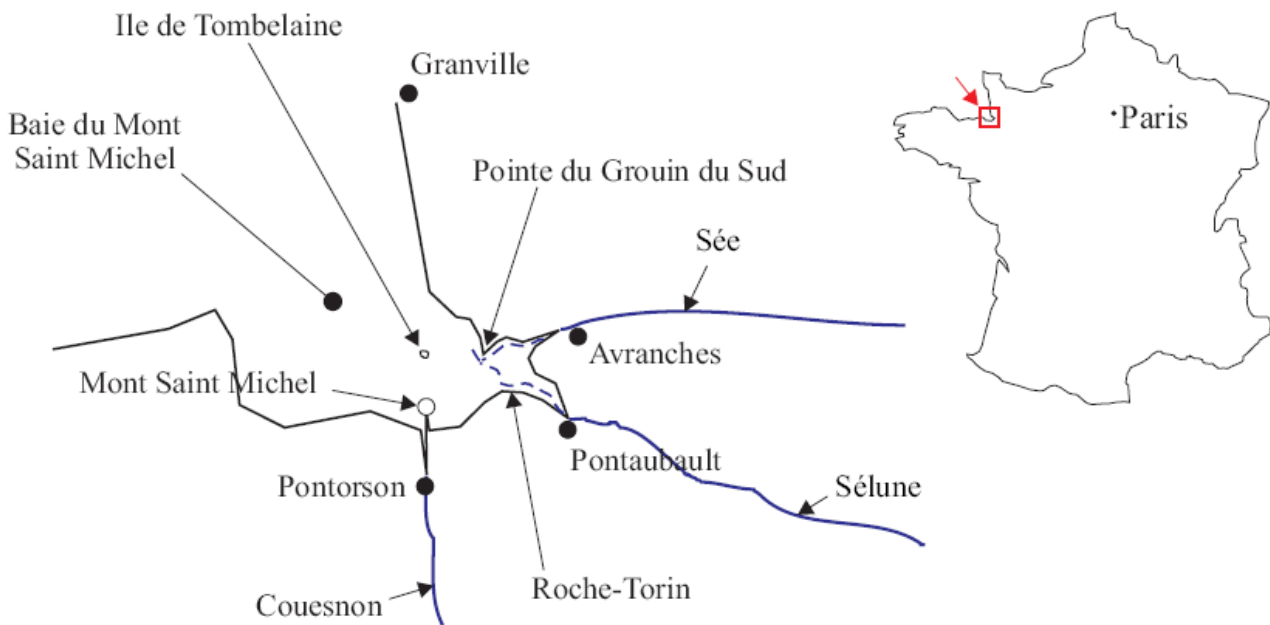 Ile de Tombelaine
Granville
Baie du Mont
Saint Michel
Pointe du Grouin du Sud
Paris
Sée
Avranches
Mont Saint Michel
Pontaubault
Pontorson
Sélune
Roche-Torin
Couesnon